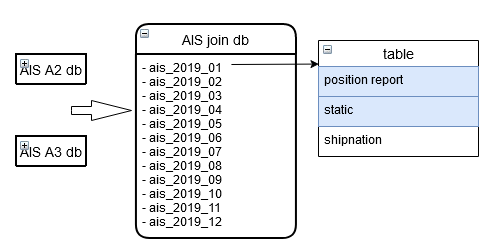 AIS A2 db
AIS A3 db
AIS join db
- ais_2019_01
- ais_2019_02
- ais_2019_03
- ais_2019_04
- ais_2019_05
- ais_2019_06
- ais_2019_07
- ais_2019_08
- ais_2019_09
- ais_2019_10
- ais_2019_11
- ais_2019_12
table
position report
static
shipnation